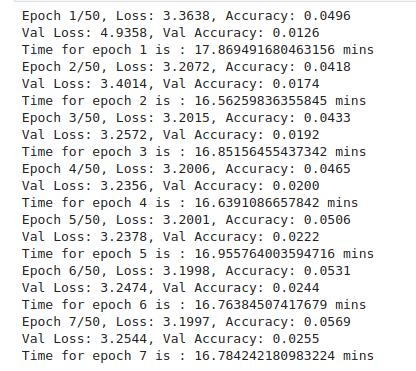 Epoch 1/50, Loss: 3.3638, Accuracy: 0.0496
Val Loss: 4.9358, Val Accuracy: 0.0126
Time for epoch 1 is : 17.869491680463156 mins
Epoch 2/50, Loss: 3.2072, Accuracy: 0.0418
Val Loss: 3.4014, Val Accuracy: 0.0174
Time for epoch 2 is : 16.56259836355845 mins
Epoch 3/50, Loss: 3.2015, Accuracy: 0.0433
Val Loss: 3.2572, Val Accuracy: 0.0192
Time for epoch 3 is : 16.85156455437342 mins
Epoch 4/50, Loss: 3.2006, Accuracy: 0.0465
Val Loss: 3.2356, Val Accuracy: 0.0200
Time for epoch 4 is : 16.6391086657842 mins
Epoch 5/50, Loss: 3.2001, Accuracy: 0.0506
Val Loss: 3.2378, Val Accuracy: 0.0222
Time for epoch 5 is : 16.955764003594716 mins
Epoch 6/50, Loss: 3.1998, Accuracy: 0.0531
Val Loss: 3.2474, Val Accuracy: 0.0244
Time for epoch 6 is : 16.76384507417679 mins
Epoch 7/50, Loss: 3.1997, Accuracy: 0.0569
Val Loss: 3.2544, Val Accuracy: 0.0255
Time for epoch 7 is : 16.784242180983224 mins